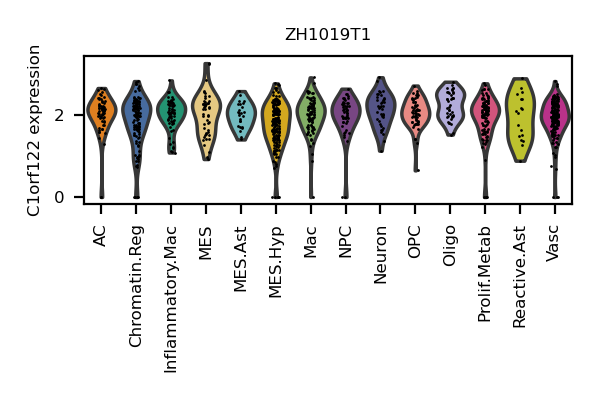 ZH1019T1
C1orf122 expression
2
0
AC
Chromatin.Reg
Inflammatory.Mac
MES
MES.Ast
MES.Hyp
Mac
NPC
Neuron
OPC
Oligo
Prolif.Metab
Reactive.Ast
Vasc